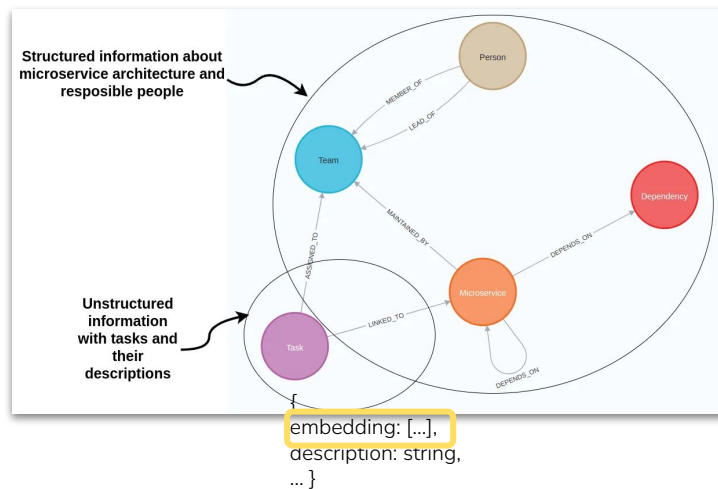 Structured information about
microservice architecture and
resposible people
Person
MEMBER_OF
LEAD_OF
Team
Dependency
MAINTAINED_BY
DEPENDS_ON
ASSIGNED_TO
Microservice
Unstructured
information
with tasks and
their
descriptions
LINKED_TO
Task
DEPENDS_ON
{
embedding: [...],
description: string,
... }